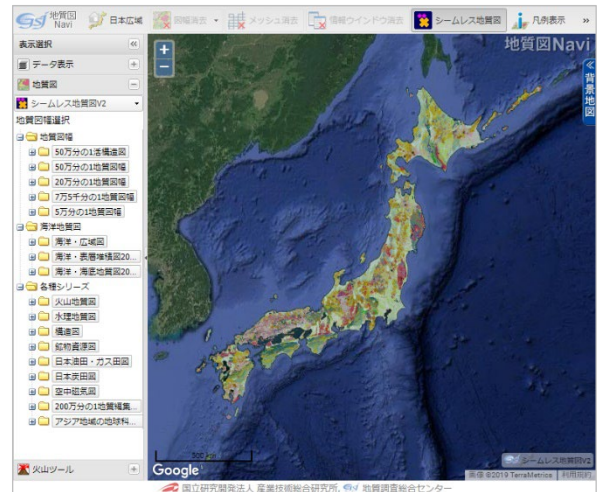 GSJ 地質図Navi
日本広域
図幅消去
メッシュ消去
情報ウインドウ消去
シームレス地質図
凡例表示
»
表示選択
データ表示
地質図
シームレス地質図V2
地質図幅選択
地質図幅
50万分の1活構造図
50万分の1地質図幅
20万分の1地質図幅
7万5千分の1地質図幅
5万分の1地質図幅
海洋地質図
海洋・広域図
海洋・表層堆積図20...
海洋・海底地質図20...
各種シリーズ
火山地質図
水理地質図
構造図
鉱物資源図
日本油田・ガス田図
日本炭田図
空中磁気図
200万分の1地質編集...
アジア地域の地球科...
火山ツール
地質図Navi
背景地図
500 km
Google
シームレス地質図V2
画像 ©2019 TerraMetrics
利用規約
国立研究開発法人 産業技術総合研究所, GSJ 地質調査総合センター